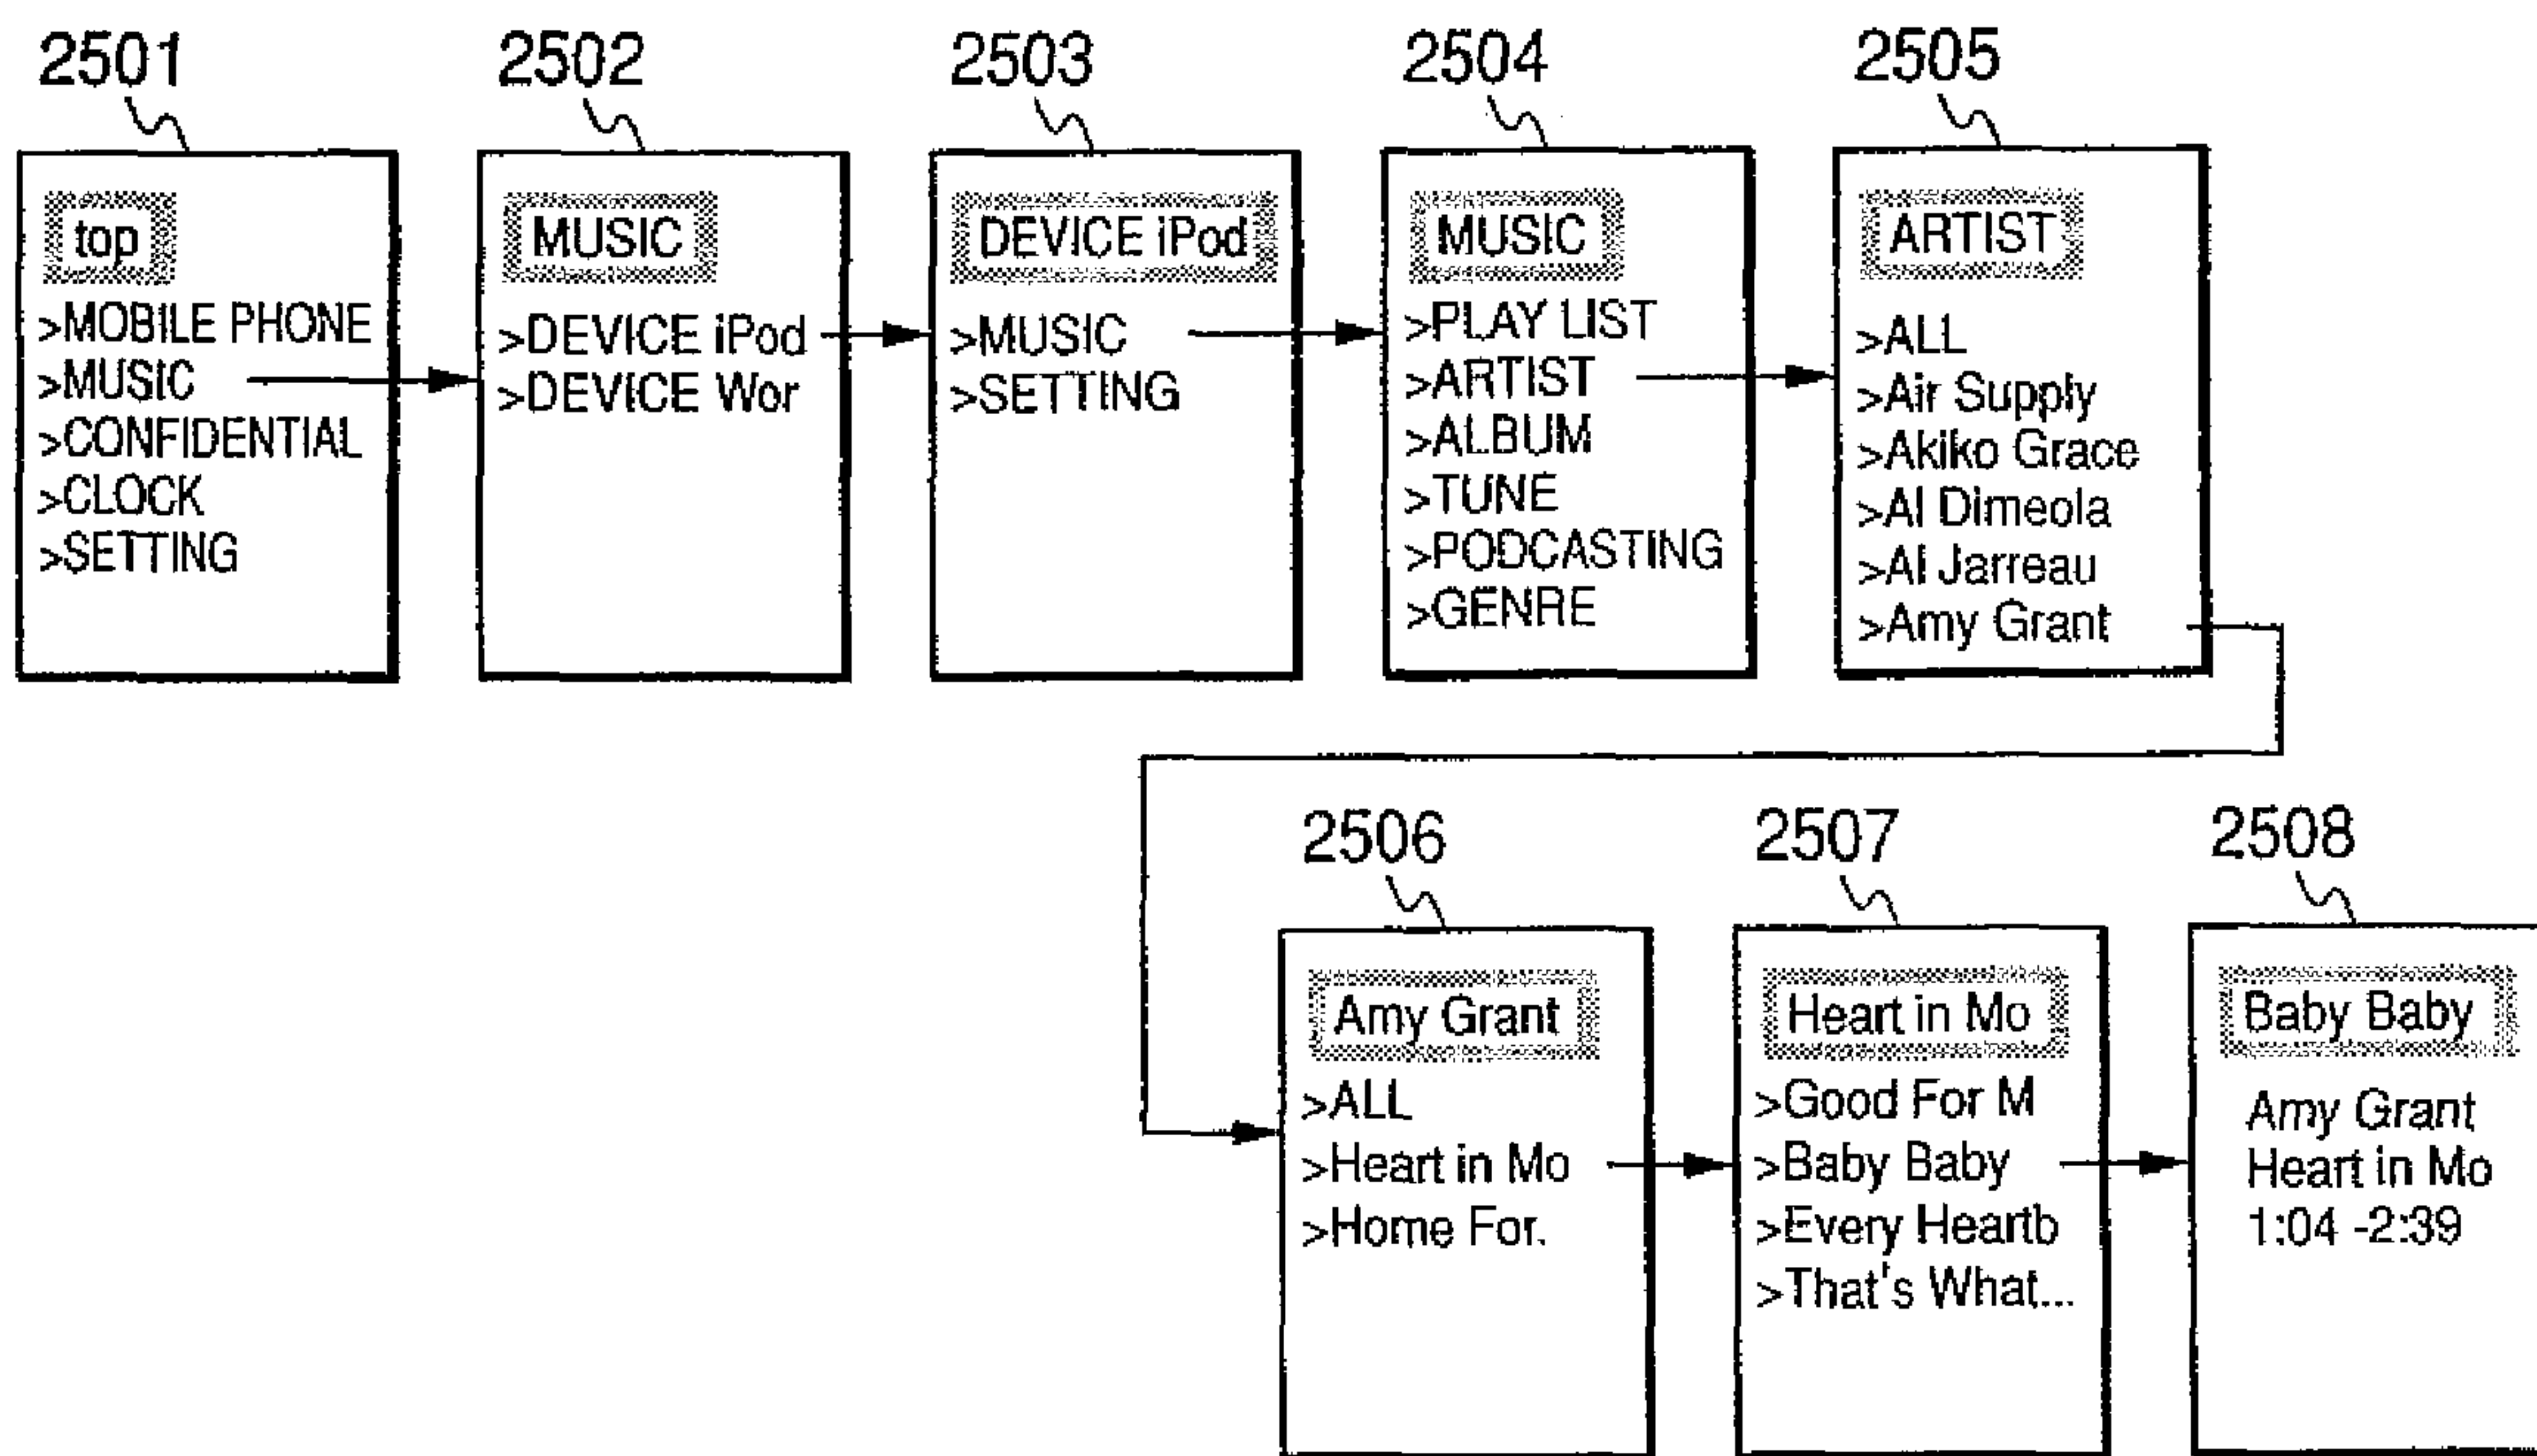 2501
top
>MOBILE PHONE
>MUSIC
>CONFIDENTIAL
>CLOCK
>SETTING
2502
MUSIC
>DEVICE iPod
>DEVICE Wor
2503
DEVICE iPod
>MUSIC
>SETTING
2504
MUSIC
>PLAY LIST
>ARTIST
>ALBUM
>TUNE
>PODCASTING
>GENRE
2505
ARTIST
>ALL
>Air Supply
>Akiko Grace
>Al Dimeola
>Al Jarreau
>Amy Grant
2506
Amy Grant
>ALL
>Heart in Mo
>Home For.
2507
Heart in Mo
>Good For M
>Baby Baby
>Every Heartb
>That's What...
2508
Baby Baby
Amy Grant
Heart in Mo
1:04 -2:39